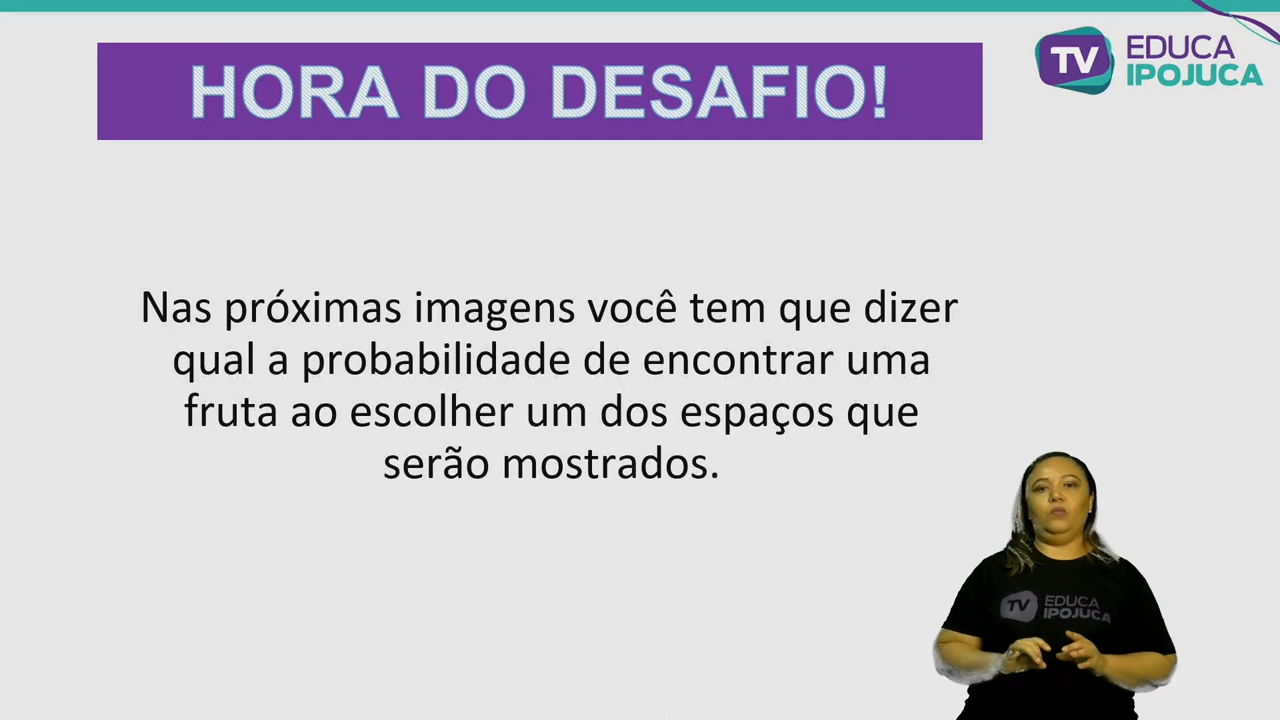 HORA DO DESAFIO!
TV EDUCA
IPOJUCA
Nas próximas imagens você tem que dizer
qual a probabilidade de encontrar uma
fruta ao escolher um dos espaços que
serão mostrados.
TV EDUCA
IPOJUCA